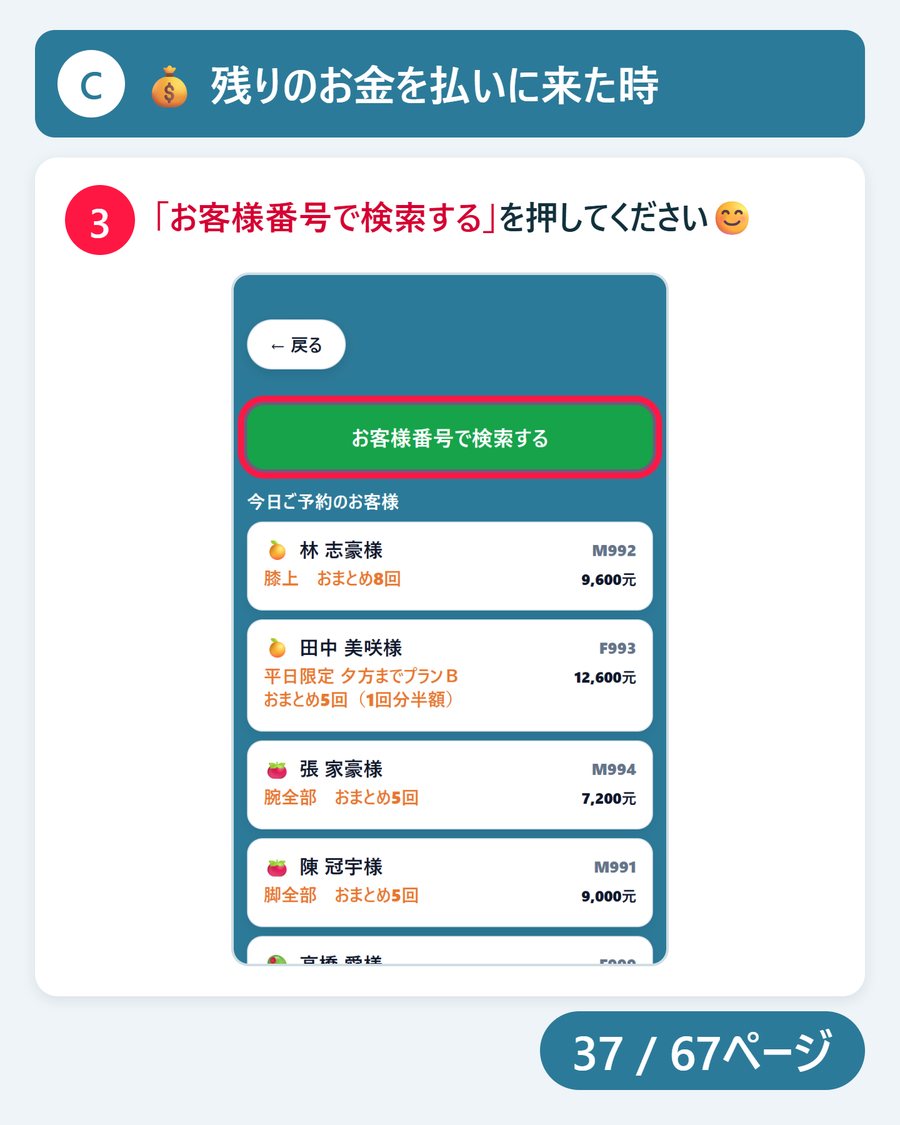 C 💰 残りのお金を払いに来た時
3 「お客様番号で検索する」を押してください😊
← 戻る
お客様番号で検索する
今日ご予約のお客様
🍊 林 志豪様 M992
膝上 おまとめ8回 9,600元
🍊 田中 美咲様 F993
平日限定 夕方までプランB 12,600元
おまとめ5回（1回分半額）
🍅 張 家豪様 M994
腕全部 おまとめ5回 7,200元
🍅 陳 冠宇様 M991
脚全部 おまとめ5回 9,000元
高橋 愛様
37 / 67ページ